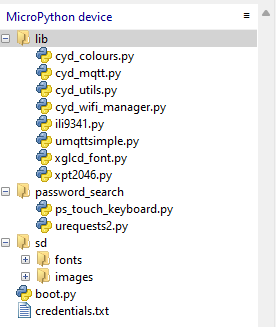 MicroPython device
lib
cyd_colours.py
cyd_mqtt.py
cyd_utils.py
cyd_wifi_manager.py
ili9341.py
umqttsimple.py
xglcd_font.py
xpt2046.py
password_search
ps_touch_keyboard.py
urequests2.py
sd
fonts
images
boot.py
credentials.txt